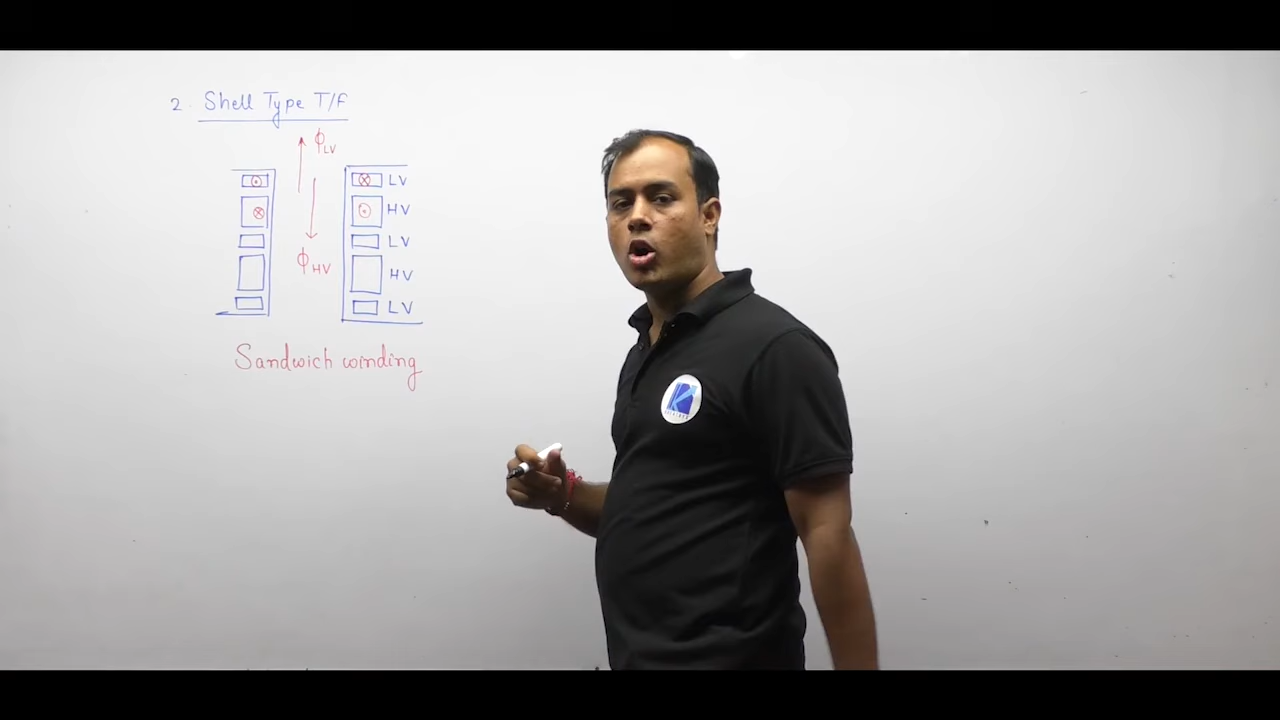 2. Shell Type T/F
ϕLV
LV
HV
LV
ϕHV
HV
LV
Sandwich winding